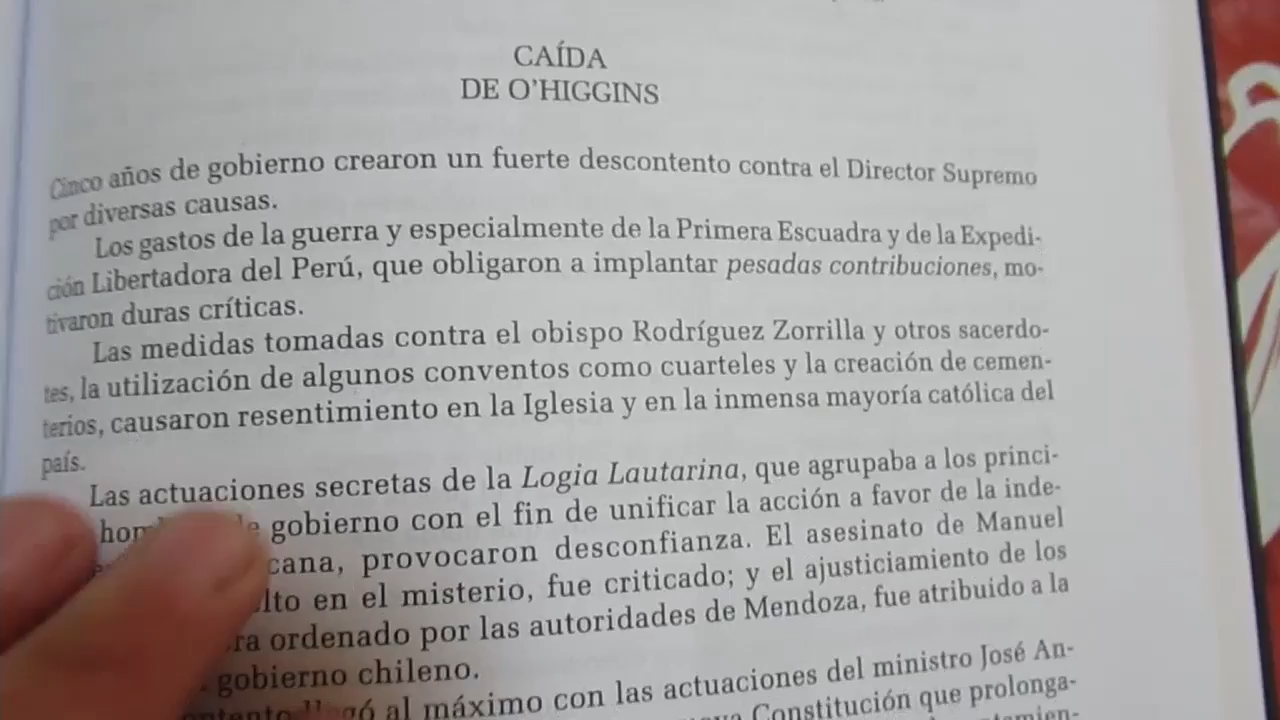 CAÍDA
DE O'HIGGINS
Cinco años de gobierno crearon un fuerte descontento contra el Director Supremo
por diversas causas.
Los gastos de la guerra y especialmente de la Primera Escuadra y de la Expedi-
ción Libertadora del Perú, que obligaron a implantar pesadas contribuciones, mo-
tivaron duras críticas.
Las medidas tomadas contra el obispo Rodríguez Zorrilla y otros sacerdo-
tes, la utilización de algunos conventos como cuarteles y la creación de cemen-
terios, causaron resentimiento en la Iglesia y en la inmensa mayoría católica del
país.
Las actuaciones secretas de la Logia Lautarina, que agrupaba a los princi-
gobierno con el fin de unificar la acción a favor de la inde-
cana, provocaron desconfianza. El asesinato de Manuel
lto en el misterio, fue criticado; y el ajusticiamiento de los
ra ordenado por las autoridades de Mendoza, fue atribuido a la
gobierno chileno.
al máximo con las actuaciones del ministro José An-
Constitución que prolonga-